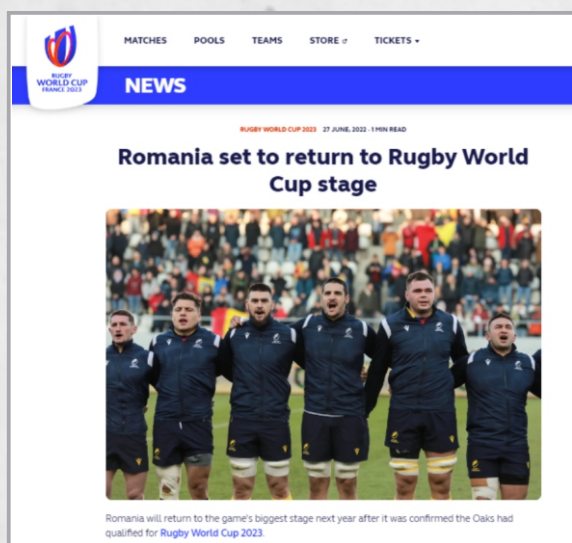 MATCHES POOLS TEAMS STORE TICKETS
RUGBY
WORLD CUP
FRANCE 2023
NEWS
RUGBY WORLD CUP 2023 27 JUNE, 2022 · 1 MIN READ
Romania set to return to Rugby World
Cup stage
Romania will return to the game's biggest stage next year after it was confirmed the Oaks had
qualified for Rugby World Cup 2023.